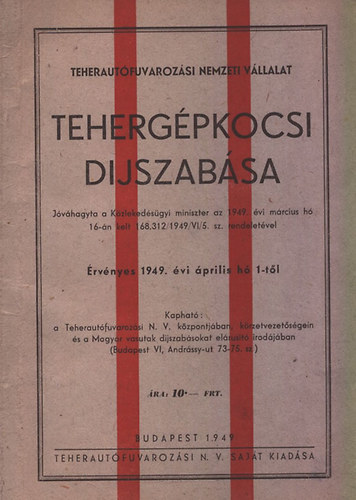 TEHERAUTÓFUVAROZÁSI NEMZETI VÁLLALAT
TEHERGÉPKOCSI
DIJSZABÁSA
Jóváhagyta a Közlekedésügyi miniszter az 1949. évi március hó
16-án kelt 168.312/1949/VI/5. sz. rendeletével
Érvényes 1949. évi április hó 1-től
Kapható:
a Teherautófuvarozási N. V. központjában, körzetvezetőségein
és a Magyar vasutak dijszabásokat elárusító irodájában
(Budapest VI, Andrássy-ut 73-75. sz.)
ÁRA: 10·— FRT.
BUDAPEST 1949
TEHERAUTÓFUVAROZÁSI N. V. SAJÁT KIADÁSA